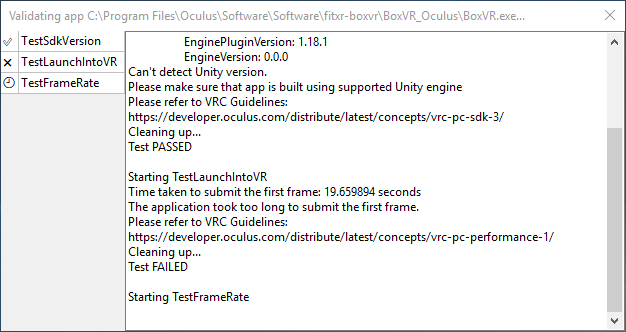 Validating app C:\Program Files\Oculus\Software\Software\fitxr-boxvr\BoxVR_Oculus\BoxVR.exe...
TestSdkVersion
TestLaunchIntoVR
TestFrameRate
EnginePluginVersion: 1.18.1
EngineVersion: 0.0.0
Can't detect Unity version.
Please make sure that app is built using supported Unity engine
Please refer to VRC Guidelines:
https://developer.oculus.com/distribute/latest/concepts/vrc-pc-sdk-3/
Cleaning up...
Test PASSED
Starting TestLaunchIntoVR
Time taken to submit the first frame: 19.659894 seconds
The application took too long to submit the first frame.
Please refer to VRC Guidelines:
https://developer.oculus.com/distribute/latest/concepts/vrc-pc-performance-1/
Cleaning up...
Test FAILED
Starting TestFrameRate